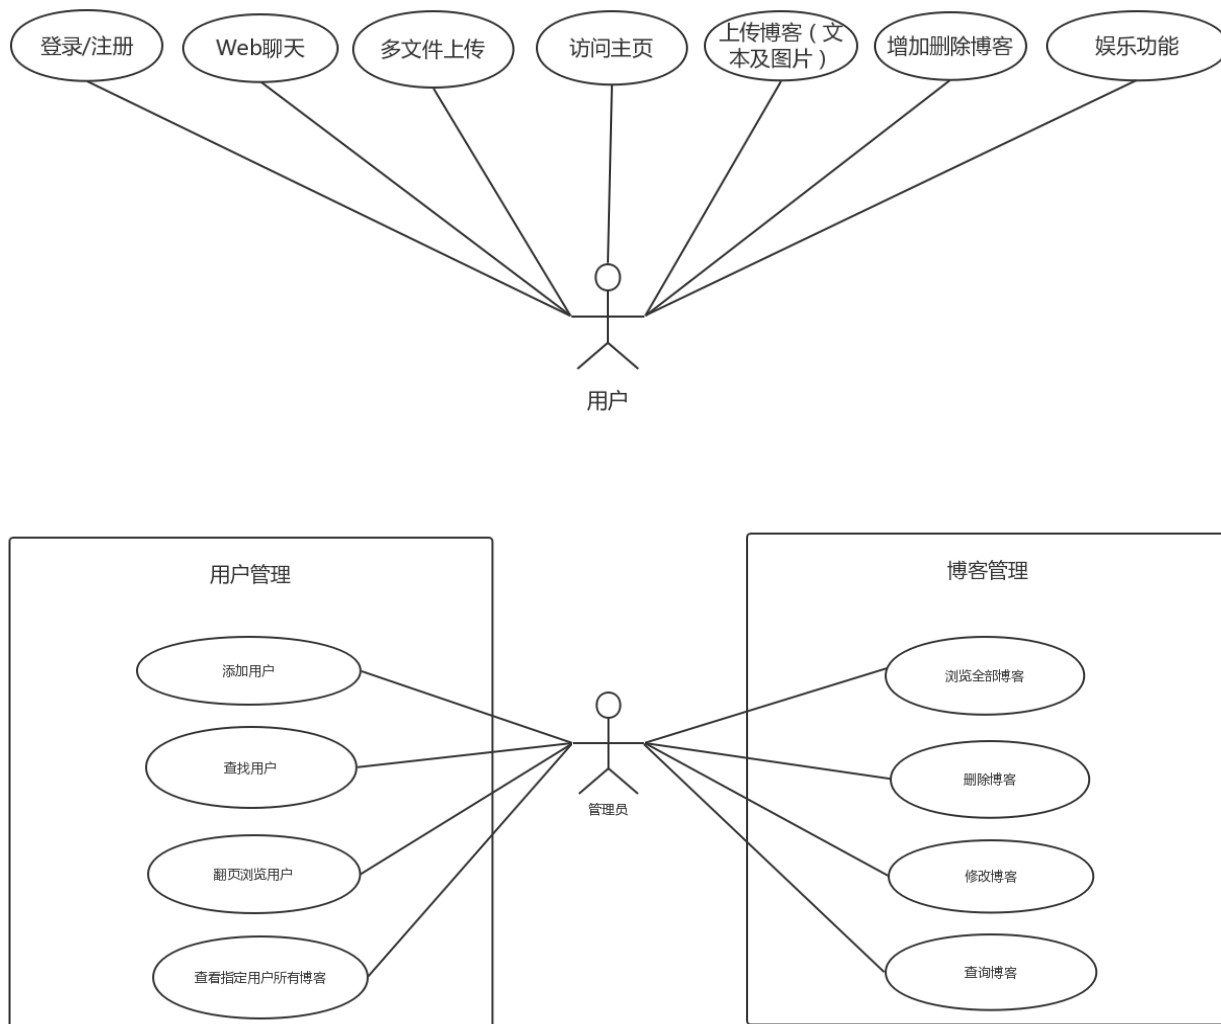 登录/注册
Web聊天
多文件上传
访问主页
上传博客（文
本及图片）
增加删除博客
娱乐功能
用户
用户管理
添加用户
查找用户
翻页浏览用户
查看指定用户所有博客
管理员
博客管理
浏览全部博客
删除博客
修改博客
查询博客